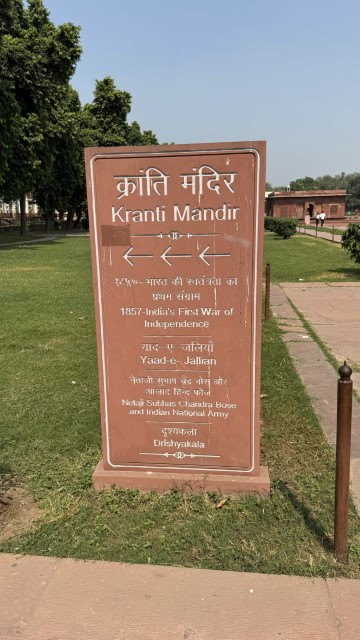 क्रांति मंदिर
Kranti Mandir
१८५७-भारत की स्वतंत्रता का
प्रथम संग्राम
1857-India's First War of
Independence
याद-ए-जलियाँ
Yaad-e-Jallian
नेताजी सुभाष चंद्र बोस और
आज़ाद हिन्द फौज
Netaji Subhas Chandra Bose
and Indian National Army
दृश्यकला
Drishyakala